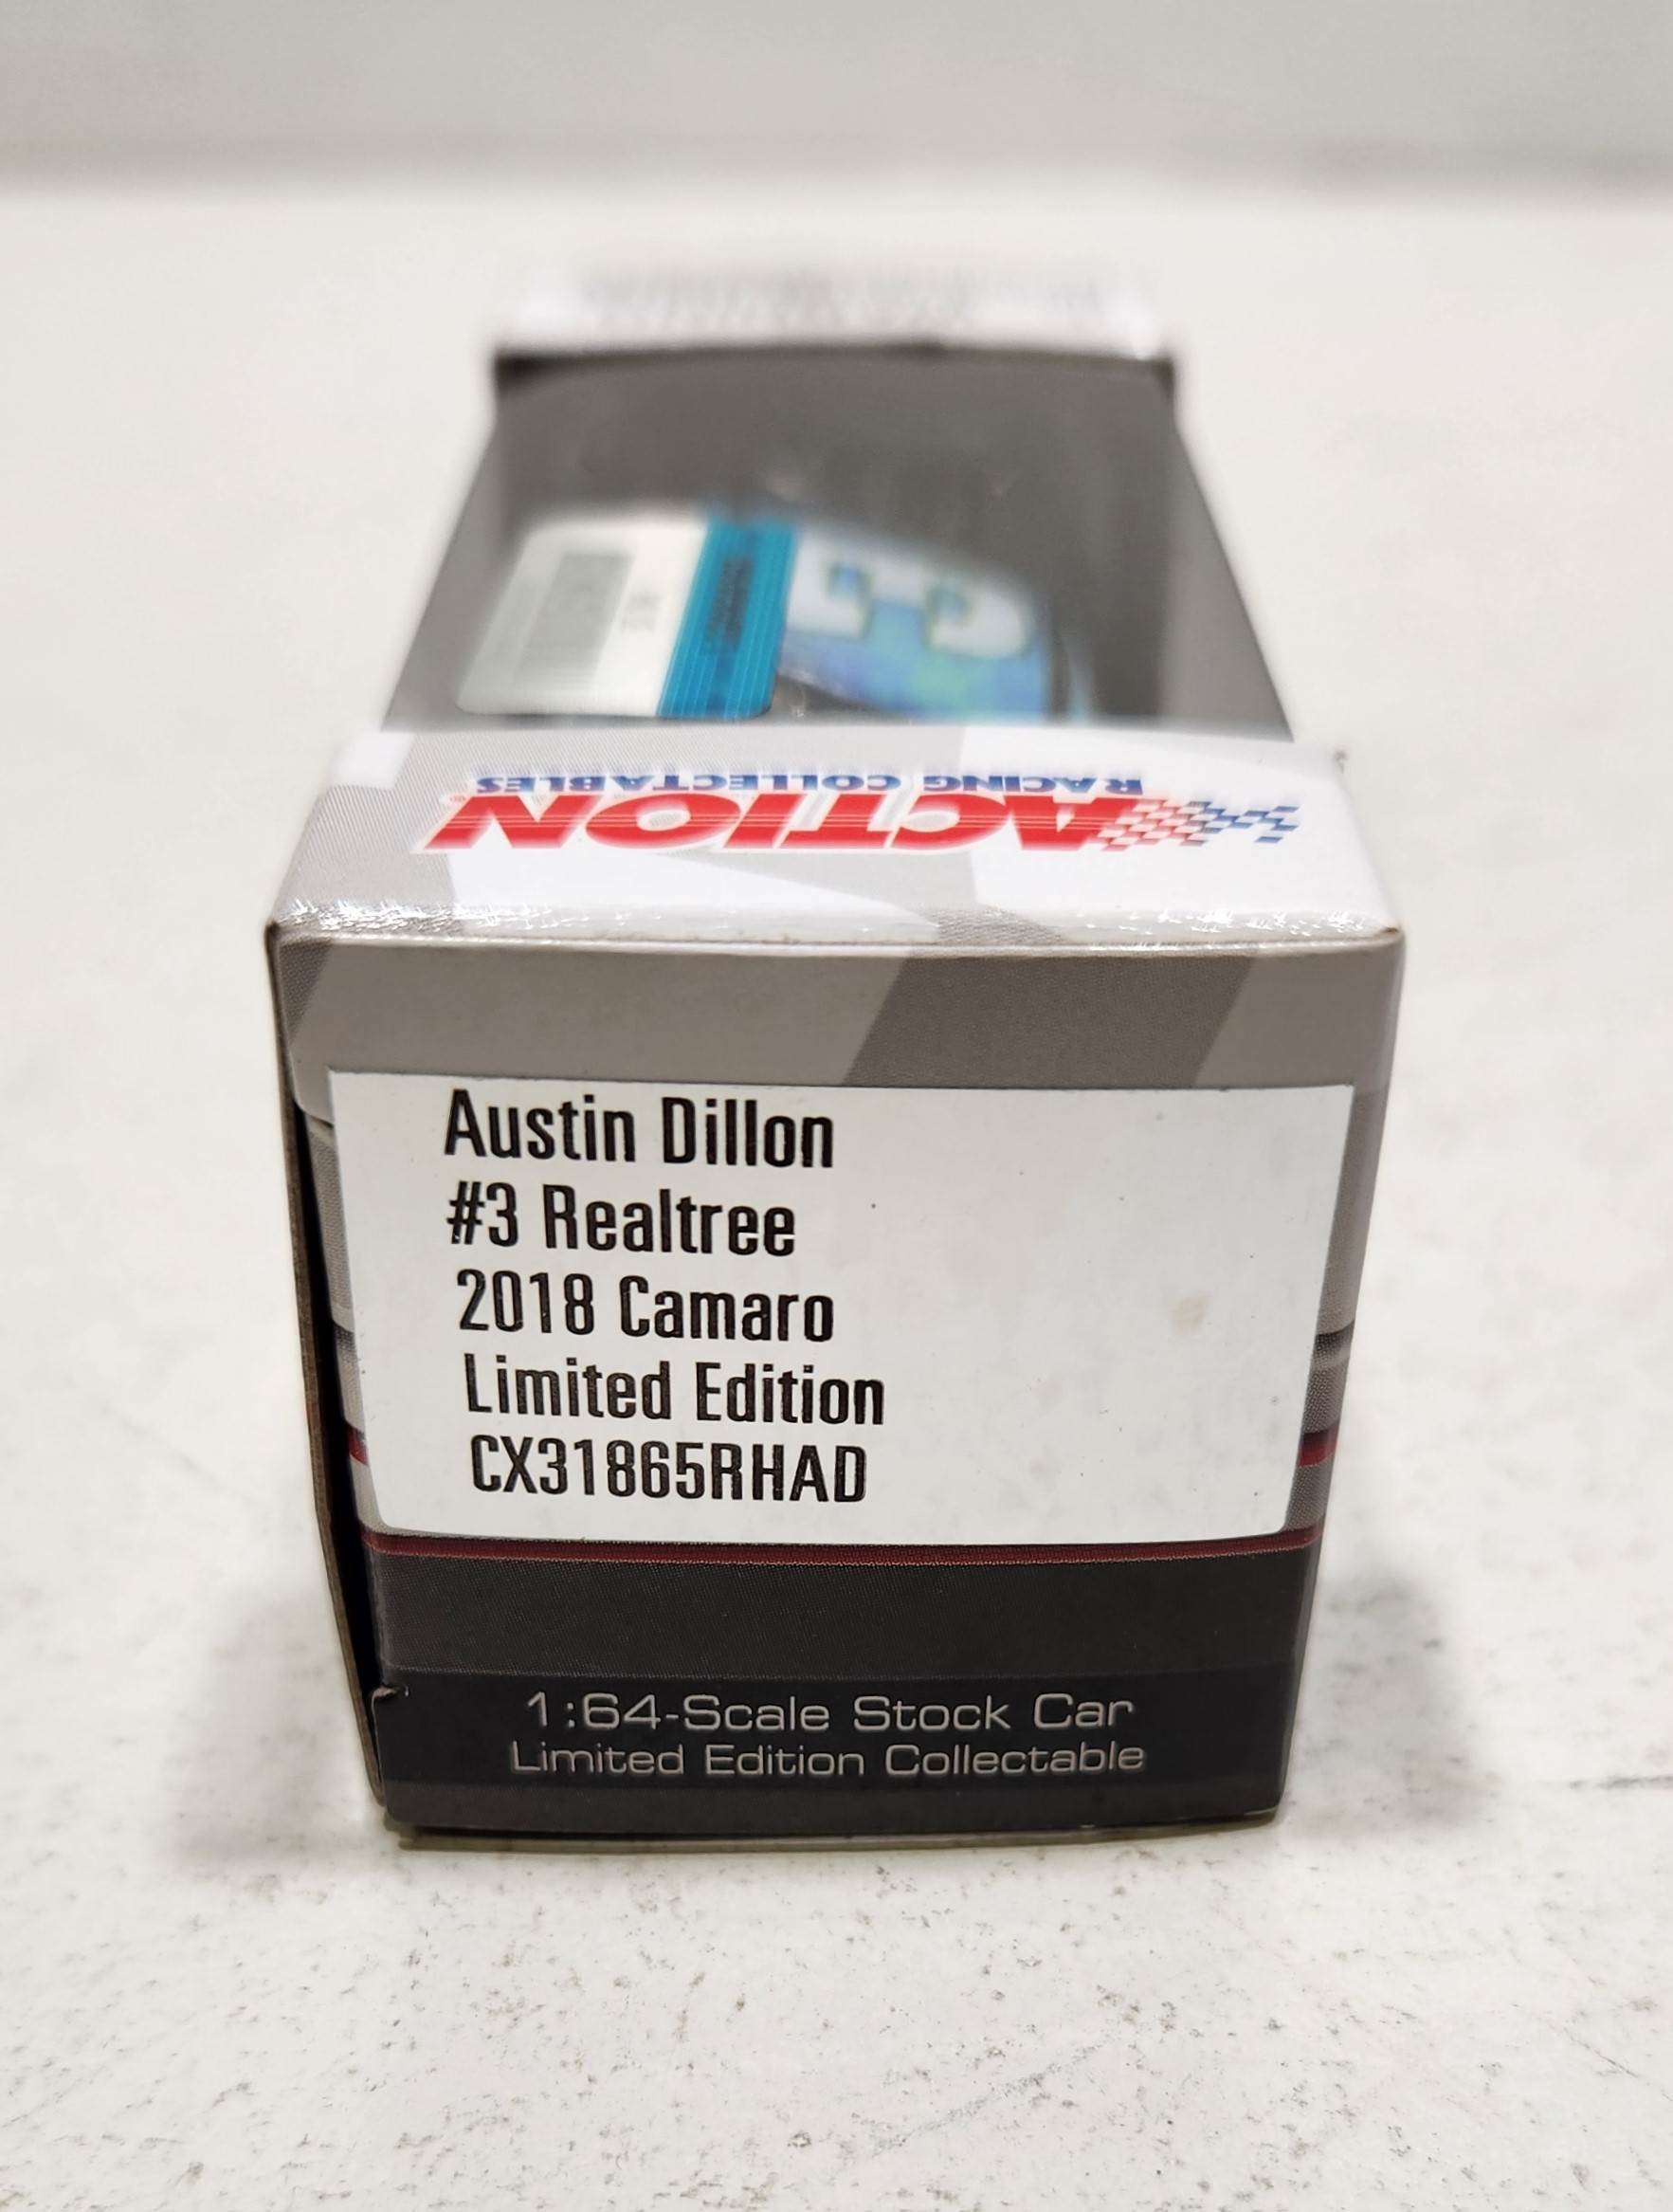 3
ACTION
RACING COLLECTABLES
Austin Dillon
#3 Realtree
2018 Camaro
Limited Edition
CX31865RHAD
1:64-Scale Stock Car
Limited Edition Collectable